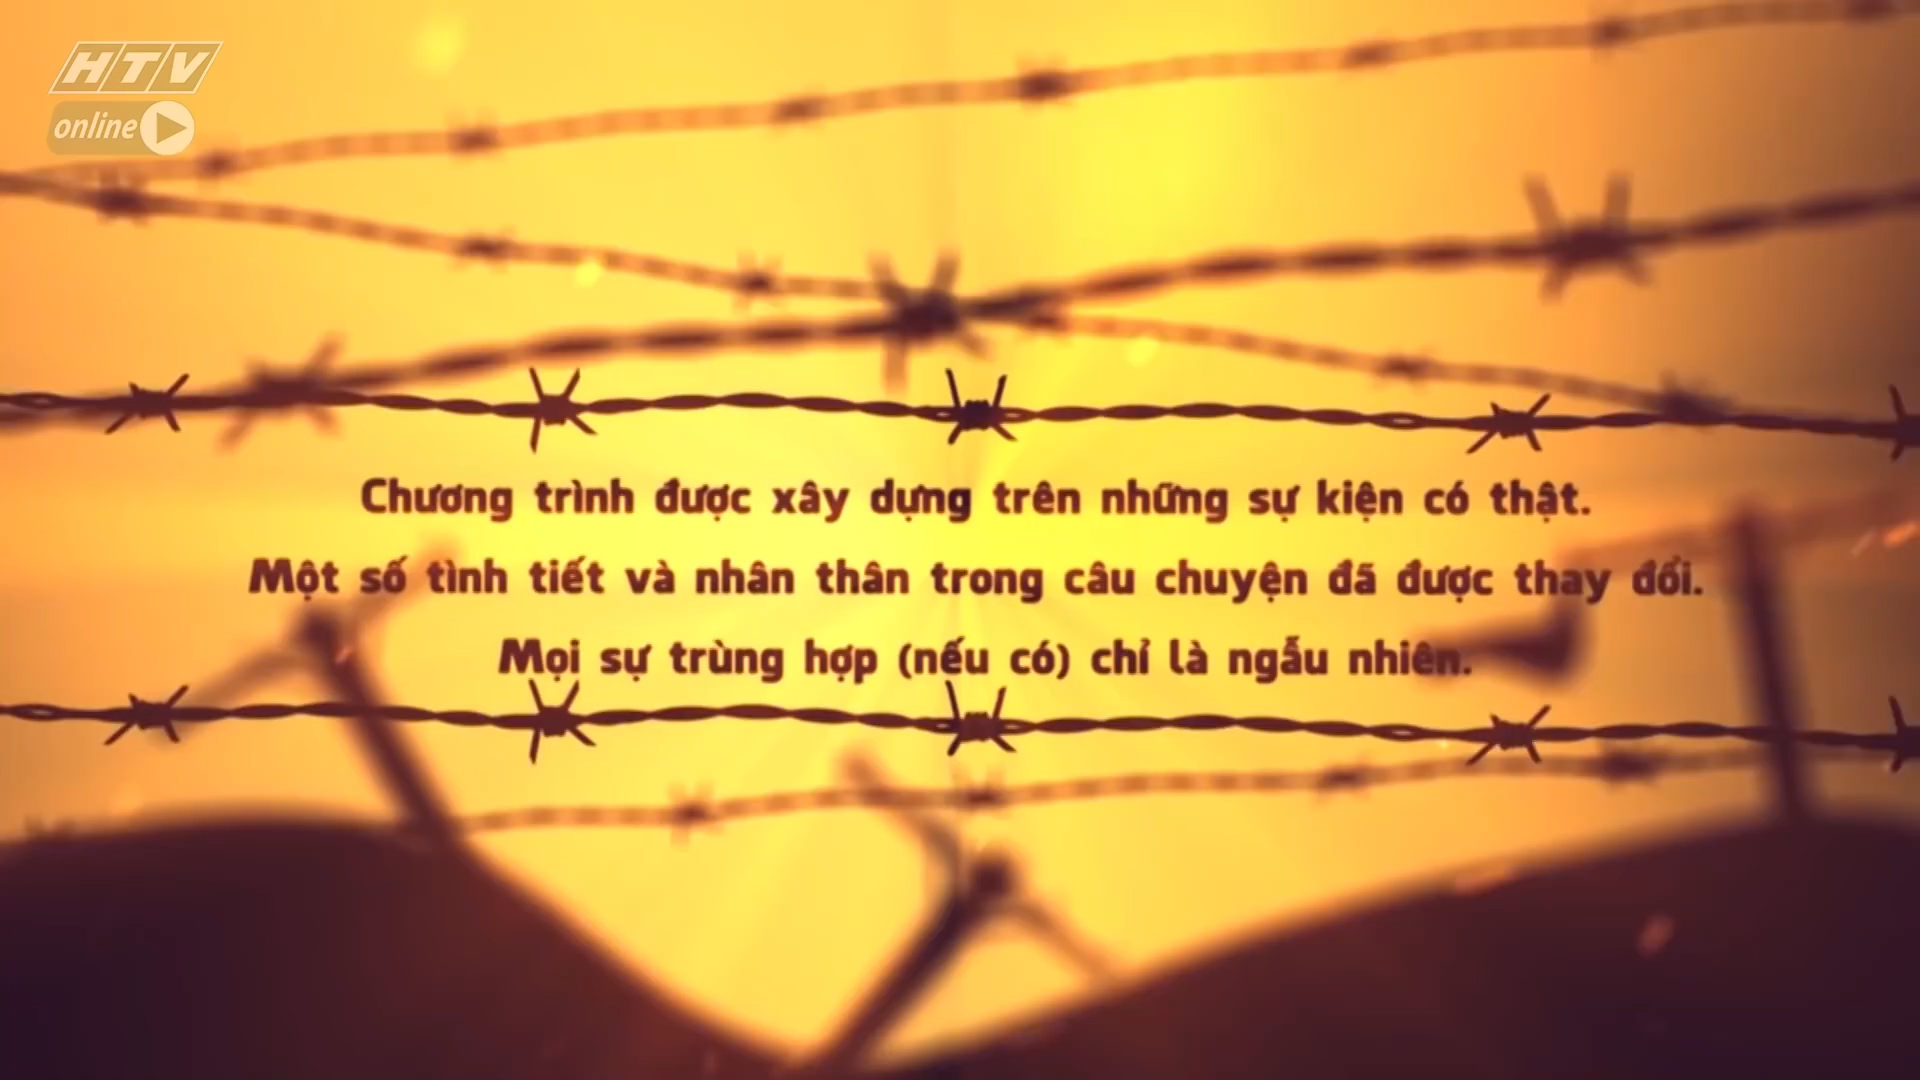 HTV
online
Chương trình được xây dựng trên những sự kiện có thật.
Một số tình tiết và nhân thân trong câu chuyện đã được thay đổi.
Mọi sự trùng hợp (nếu có) chỉ là ngẫu nhiên.